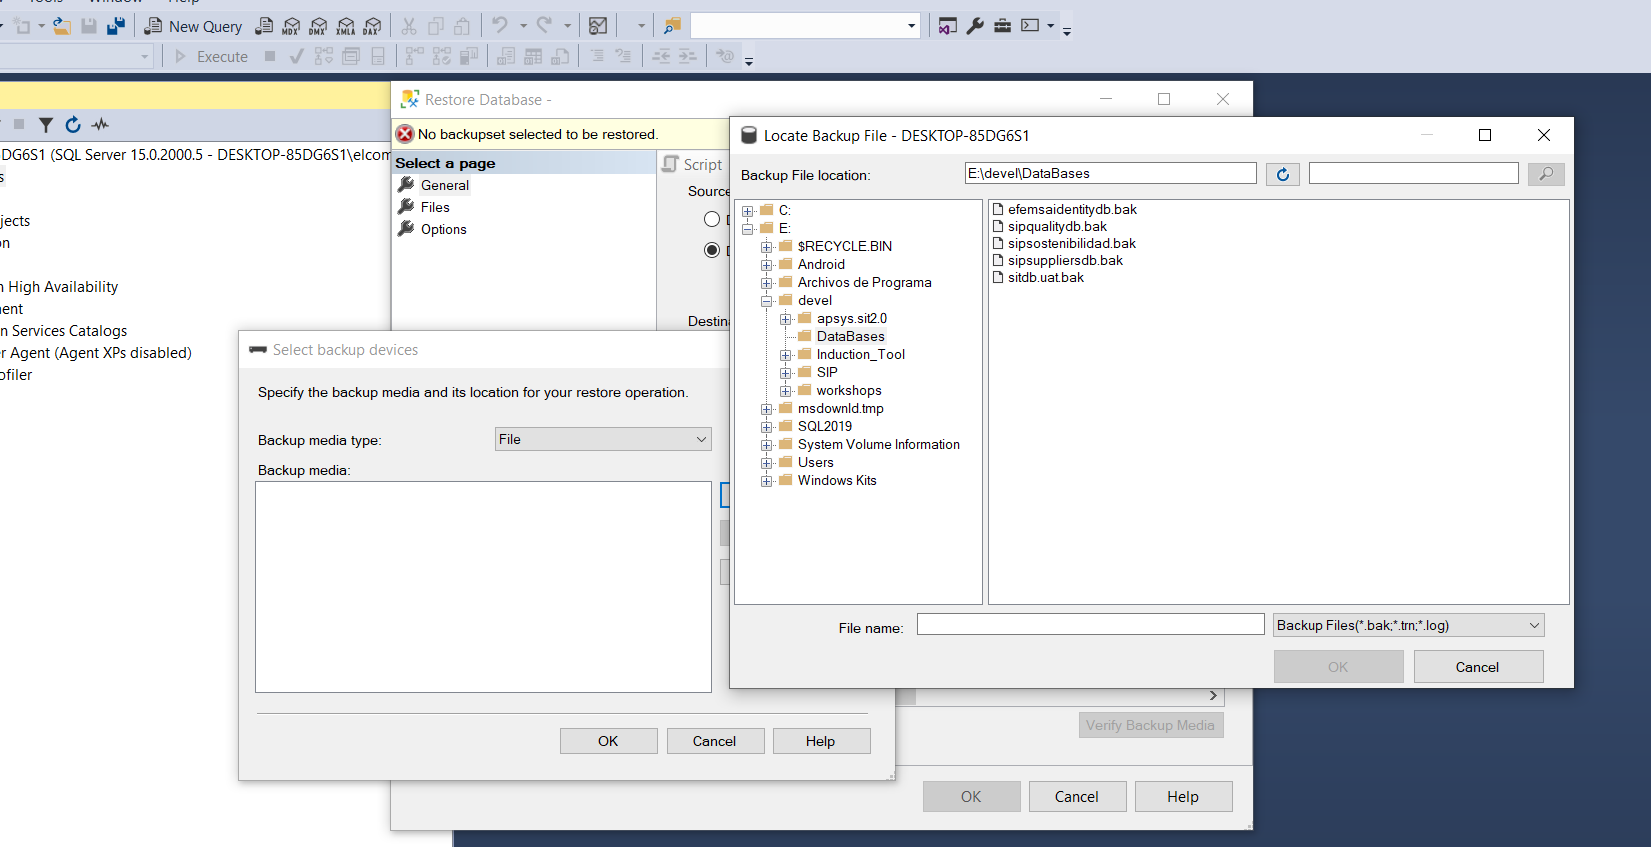 Tools
Window
Help
New Query
MDX
DMX
XMLA
DAX
Execute
Restore Database -
No backupset selected to be restored.
Select a page
General
Files
Options
Script
Source
Destina
DG6S1 (SQL Server 15.0.2000.5 - DESKTOP-85DG6S1\elcom
s
jects
on
n High Availability
ment
n Services Catalogs
r Agent (Agent XPs disabled)
ofiler
Select backup devices
Specify the backup media and its location for your restore operation.
Backup media type:
File
Backup media:
OK
Cancel
Help
Locate Backup File - DESKTOP-85DG6S1
Backup File location:
E:\devel\DataBases
C:
E:
$RECYCLE.BIN
Android
Archivos de Programa
devel
apsys.sit2.0
DataBases
Induction_Tool
SIP
workshops
msdownld.tmp
SQL2019
System Volume Information
Users
Windows Kits
efemsaidentitydb.bak
sipqualitydb.bak
sipsostenibilidad.bak
sipsuppliersdb.bak
sitdb.uat.bak
File name:
Backup Files(*.bak;*.trn;*.log)
OK
Cancel
Verify Backup Media
OK
Cancel
Help